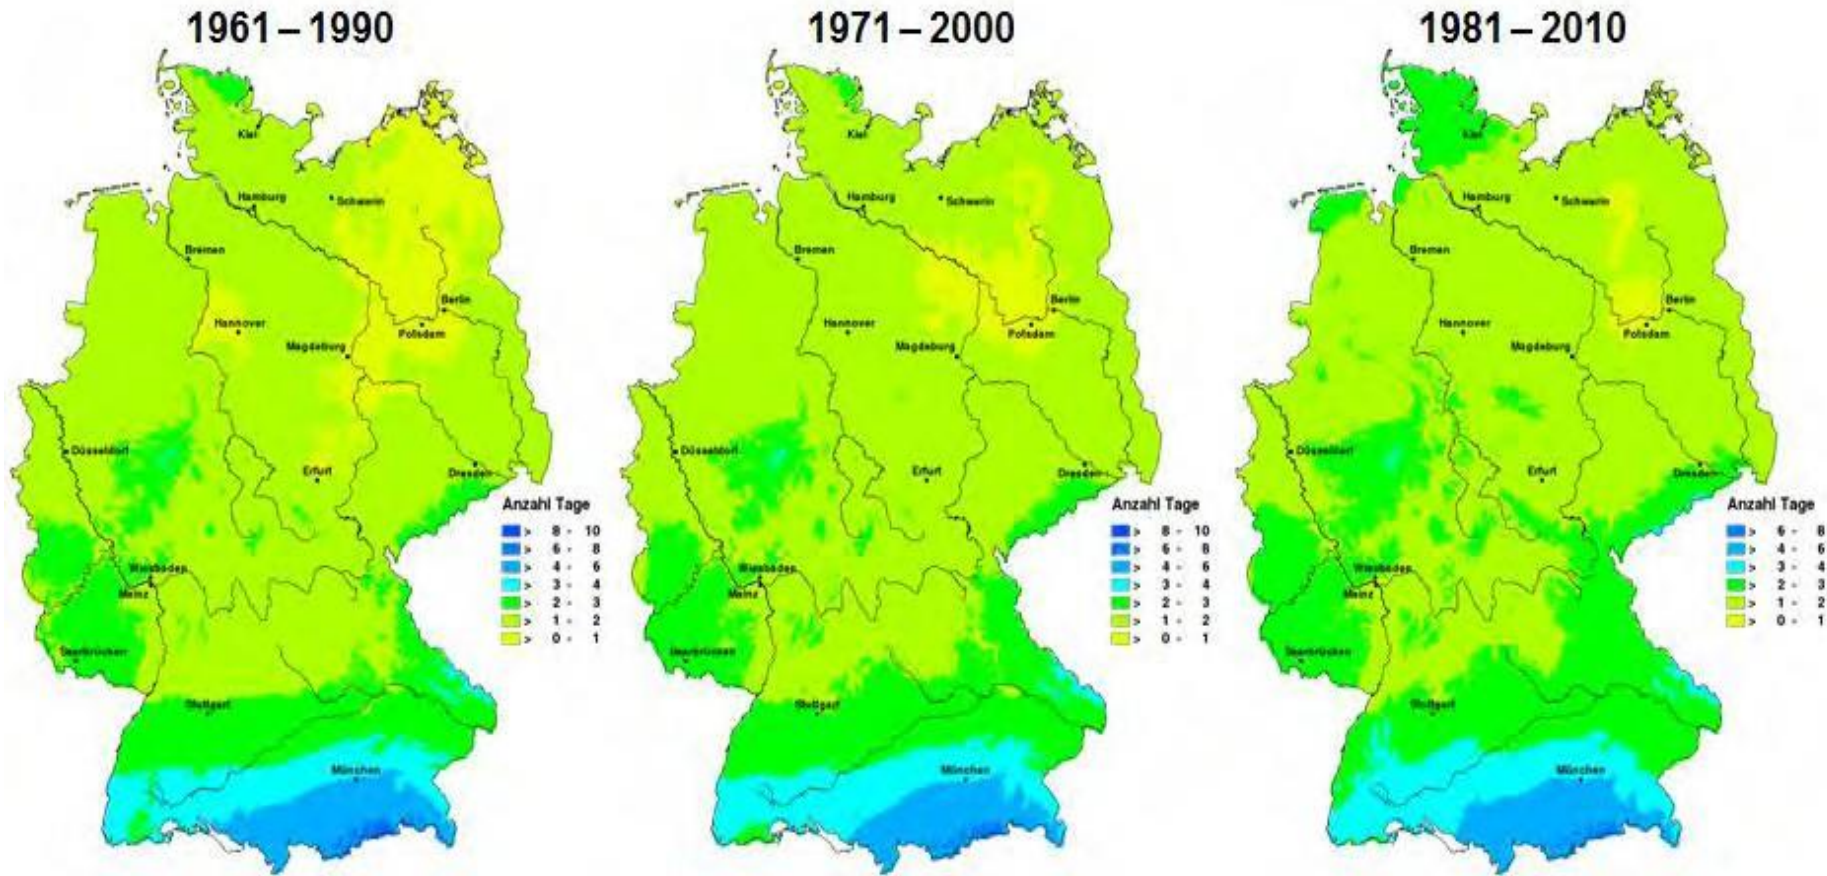 1961 – 1990
Kiel
Hamburg
Schwerin
Bremen
Berlin
Hannover
Potsdam
Magdeburg
Düsseldorf
Erfurt
Dresden
Wiesbaden
Mainz
Saarbrücken
Stuttgart
München
Anzahl Tage
> 8 - 10
> 6 - 8
> 4 - 6
> 3 - 4
> 2 - 3
> 1 - 2
> 0 - 1
1971 – 2000
Kiel
Hamburg
Schwerin
Bremen
Berlin
Hannover
Potsdam
Magdeburg
Düsseldorf
Erfurt
Dresden
Wiesbaden
Mainz
Saarbrücken
Stuttgart
München
Anzahl Tage
> 8 - 10
> 6 - 8
> 4 - 6
> 3 - 4
> 2 - 3
> 1 - 2
> 0 - 1
1981 – 2010
Kiel
Hamburg
Schwerin
Bremen
Berlin
Hannover
Potsdam
Magdeburg
Düsseldorf
Erfurt
Dresden
Wiesbaden
Mainz
Saarbrücken
Stuttgart
München
Anzahl Tage
> 6 - 8
> 4 - 6
> 3 - 4
> 2 - 3
> 1 - 2
> 0 - 1